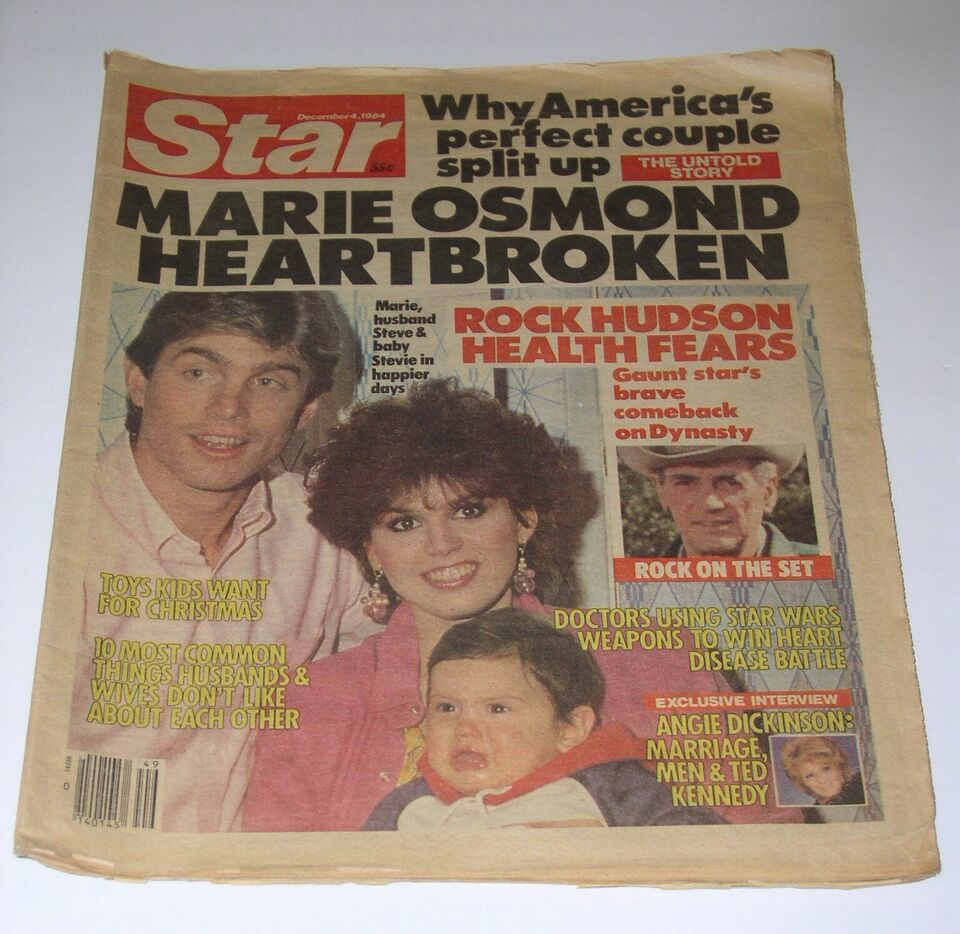 Star
December 4, 1984
55¢
Why America's
perfect couple
split up
THE UNTOLD
STORY
MARIE OSMOND
HEARTBROKEN
Marie,
husband
Steve &
baby
Stevie in
happier
days
ROCK HUDSON
HEALTH FEARS
Gaunt star's
brave
comeback
on Dynasty
ROCK ON THE SET
TOYS KIDS WANT
FOR CHRISTMAS
10 MOST COMMON
THINGS HUSBANDS &
WIVES DON'T LIKE
ABOUT EACH OTHER
DOCTORS USING STAR WARS
WEAPONS TO WIN HEART
DISEASE BATTLE
EXCLUSIVE INTERVIEW
ANGIE DICKINSON:
MARRIAGE,
MEN & TED
KENNEDY
49
0
140145